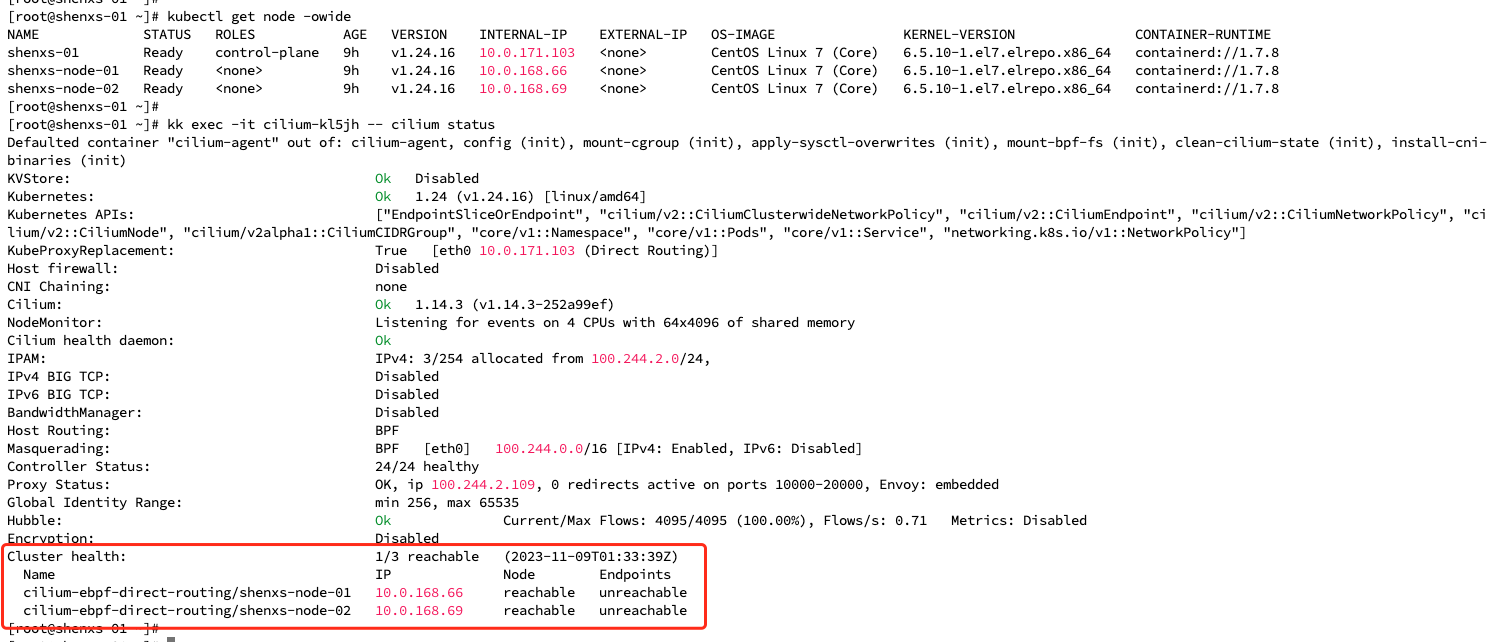 [root@shenxs-01 ~]# kubectl get node -owide
NAME STATUS ROLES AGE VERSION INTERNAL-IP EXTERNAL-IP OS-IMAGE KERNEL-VERSION CONTAINER-RUNTIME
shenxs-01 Ready control-plane 9h v1.24.16 10.0.171.103 <none> CentOS Linux 7 (Core) 6.5.10-1.el7.elrepo.x86_64 containerd://1.7.8
shenxs-node-01 Ready <none> 9h v1.24.16 10.0.168.66 <none> CentOS Linux 7 (Core) 6.5.10-1.el7.elrepo.x86_64 containerd://1.7.8
shenxs-node-02 Ready <none> 9h v1.24.16 10.0.168.69 <none> CentOS Linux 7 (Core) 6.5.10-1.el7.elrepo.x86_64 containerd://1.7.8
[root@shenxs-01 ~]#
[root@shenxs-01 ~]# kk exec -it cilium-kl5jh -- cilium status
Defaulted container "cilium-agent" out of: cilium-agent, config (init), mount-cgroup (init), apply-sysctl-overwrites (init), mount-bpf-fs (init), clean-cilium-state (init), install-cni-
binaries (init)
KVStore: Ok Disabled
Kubernetes: Ok 1.24 (v1.24.16) [linux/amd64]
Kubernetes APIs: ["EndpointSliceOrEndpoint", "cilium/v2::CiliumClusterwideNetworkPolicy", "cilium/v2::CiliumEndpoint", "cilium/v2::CiliumNetworkPolicy", "ci
lium/v2::CiliumNode", "cilium/v2alpha1::CiliumCIDRGroup", "core/v1::Namespace", "core/v1::Pods", "core/v1::Service", "networking.k8s.io/v1::NetworkPolicy"]
KubeProxyReplacement: True [eth0 10.0.171.103 (Direct Routing)]
Host firewall: Disabled
CNI Chaining: none
Cilium: Ok 1.14.3 (v1.14.3-252a99ef)
NodeMonitor: Listening for events on 4 CPUs with 64x4096 of shared memory
Cilium health daemon: Ok
IPAM: IPv4: 3/254 allocated from 100.244.2.0/24,
IPv4 BIG TCP: Disabled
IPv6 BIG TCP: Disabled
BandwidthManager: Disabled
Host Routing: BPF
Masquerading: BPF [eth0] 100.244.0.0/16 [IPv4: Enabled, IPv6: Disabled]
Controller Status: 24/24 healthy
Proxy Status: OK, ip 100.244.2.109, 0 redirects active on ports 10000-20000, Envoy: embedded
Global Identity Range: min 256, max 65535
Hubble: Ok Current/Max Flows: 4095/4095 (100.00%), Flows/s: 0.71 Metrics: Disabled
Encryption: Disabled
Cluster health: 1/3 reachable (2023-11-09T01:33:39Z)
Name IP Node Endpoints
cilium-ebpf-direct-routing/shenxs-node-01 10.0.168.66 reachable unreachable
cilium-ebpf-direct-routing/shenxs-node-02 10.0.168.69 reachable unreachable
[root@shenxs-01 ~]#